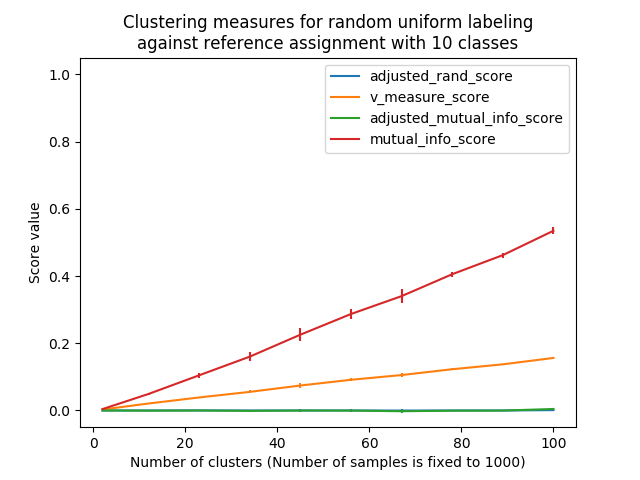 Clustering measures for random uniform labeling
against reference assignment with 10 classes
adjusted_rand_score
v_measure_score
adjusted_mutual_info_score
mutual_info_score
Score value
1.0
0.8
0.6
0.4
0.2
0.0
0 20 40 60 80 100
Number of clusters (Number of samples is fixed to 1000)